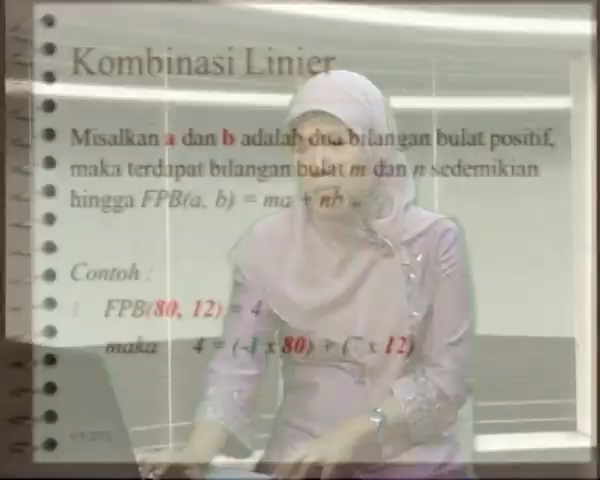 Kombinasi Linier
Misalkan a dan b adalah dua bilangan bulat positif,
maka terdapat bilangan bulat m dan n sedemikian
hingga FPB(a, b) = ma + nb
Contoh :
1 FPB(80, 12) = 4
maka 4 = (-1 x 80) + (7 x 12)